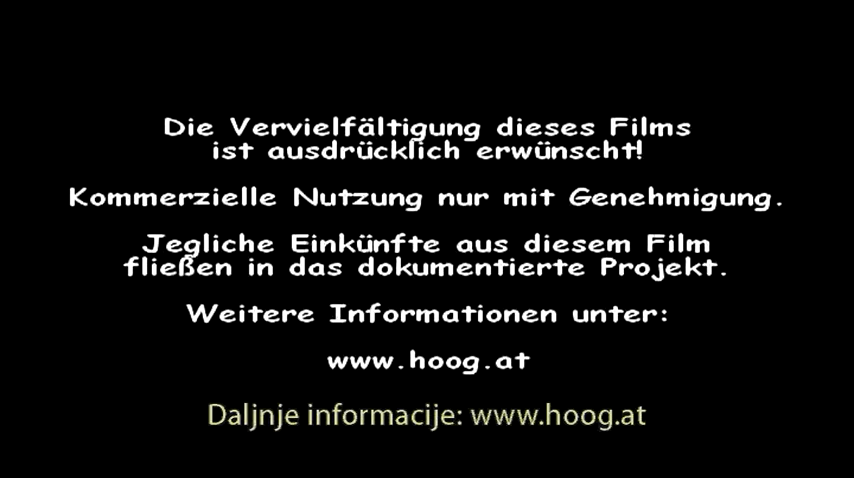 Die Vervielfältigung dieses Films
ist ausdrücklich erwünscht!
Kommerzielle Nutzung nur mit Genehmigung.
Jegliche Einkünfte aus diesem Film
fließen in das dokumentierte Projekt.
Weitere Informationen unter:
www.hoog.at
Daljnje informacije: www.hoog.at